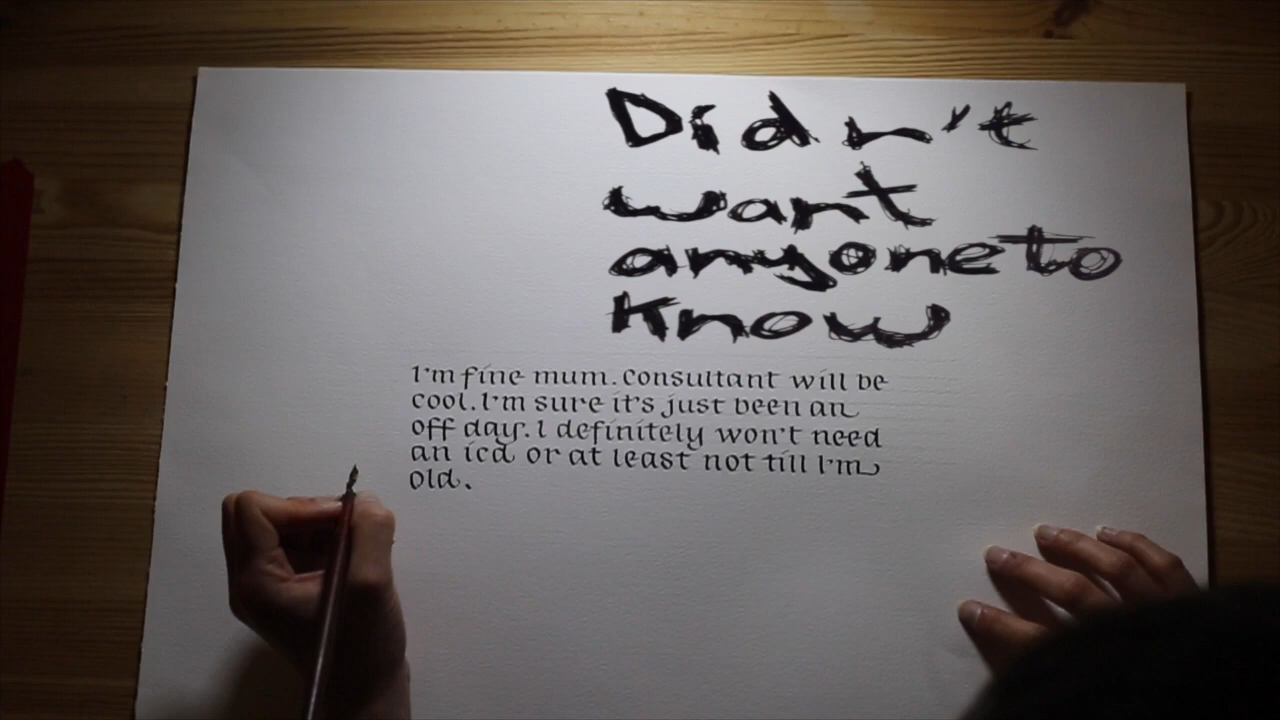 Didn't
want
anyone to
know
I'm fine mum. Consultant will be
cool. I'm sure it's just been an
off day. I definitely won't need
an icd or at least not till I'm
old.